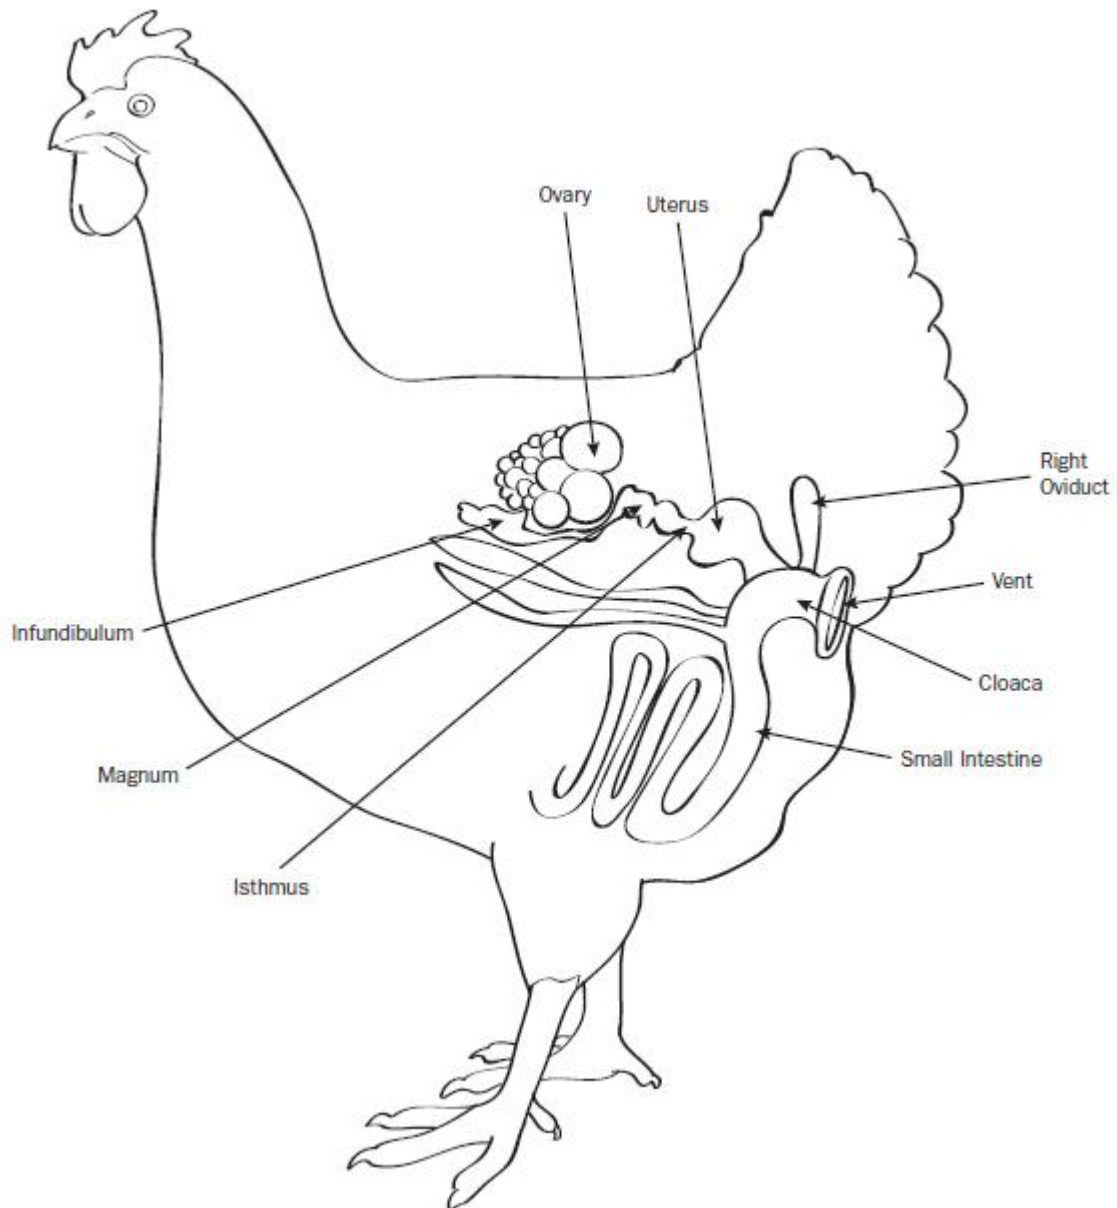 Ovary
Uterus
Right
Oviduct
Vent
Infundibulum
Cloaca
Small Intestine
Magnum
Isthmus